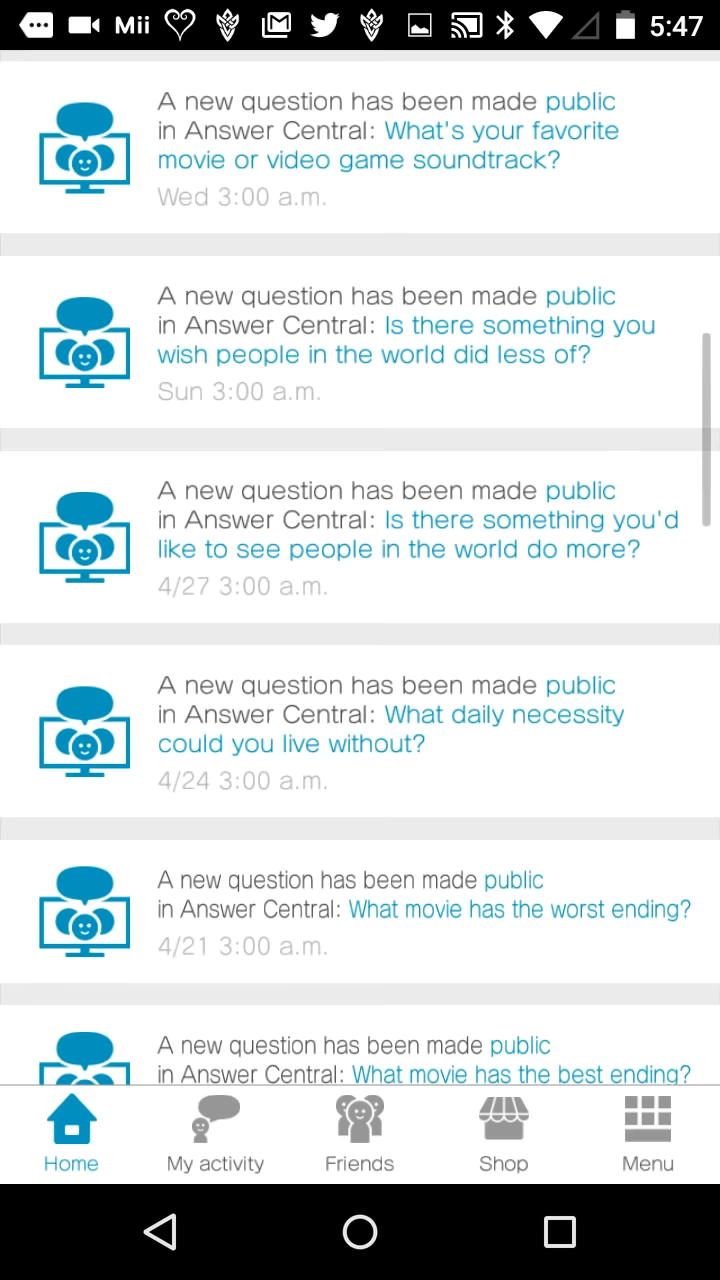 Mii
5:47
A new question has been made public
in Answer Central: What's your favorite
movie or video game soundtrack?
Wed 3:00 a.m.
A new question has been made public
in Answer Central: Is there something you
wish people in the world did less of?
Sun 3:00 a.m.
A new question has been made public
in Answer Central: Is there something you'd
like to see people in the world do more?
4/27 3:00 a.m.
A new question has been made public
in Answer Central: What daily necessity
could you live without?
4/24 3:00 a.m.
A new question has been made public
in Answer Central: What movie has the worst ending?
4/21 3:00 a.m.
A new question has been made public
in Answer Central: What movie has the best ending?
Home My activity Friends Shop Menu